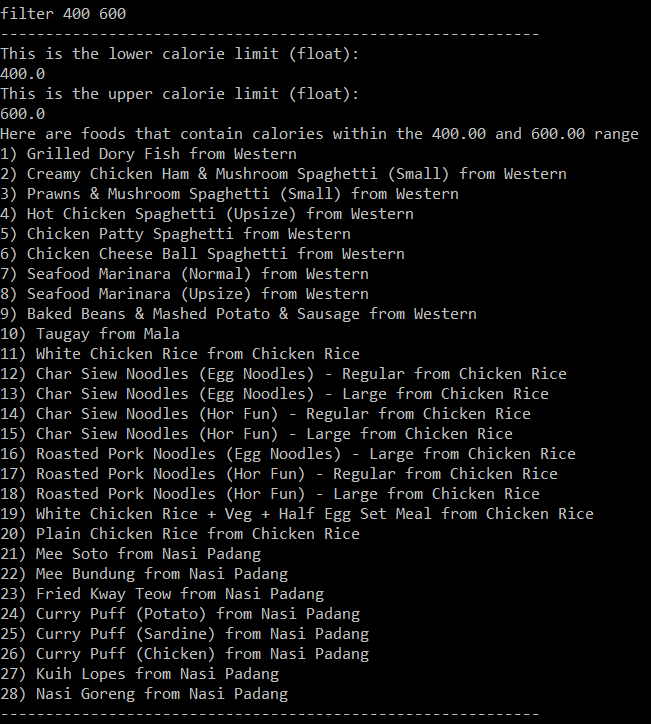 filter 400 600
------------------------------------------------------------
This is the lower calorie limit (float):
400.0
This is the upper calorie limit (float):
600.0
Here are foods that contain calories within the 400.00 and 600.00 range
1) Grilled Dory Fish from Western
2) Creamy Chicken Ham & Mushroom Spaghetti (Small) from Western
3) Prawns & Mushroom Spaghetti (Small) from Western
4) Hot Chicken Spaghetti (Upsize) from Western
5) Chicken Patty Spaghetti from Western
6) Chicken Cheese Ball Spaghetti from Western
7) Seafood Marinara (Normal) from Western
8) Seafood Marinara (Upsize) from Western
9) Baked Beans & Mashed Potato & Sausage from Western
10) Taugay from Mala
11) White Chicken Rice from Chicken Rice
12) Char Siew Noodles (Egg Noodles) - Regular from Chicken Rice
13) Char Siew Noodles (Egg Noodles) - Large from Chicken Rice
14) Char Siew Noodles (Hor Fun) - Regular from Chicken Rice
15) Char Siew Noodles (Hor Fun) - Large from Chicken Rice
16) Roasted Pork Noodles (Egg Noodles) - Large from Chicken Rice
17) Roasted Pork Noodles (Hor Fun) - Regular from Chicken Rice
18) Roasted Pork Noodles (Hor Fun) - Large from Chicken Rice
19) White Chicken Rice + Veg + Half Egg Set Meal from Chicken Rice
20) Plain Chicken Rice from Chicken Rice
21) Mee Soto from Nasi Padang
22) Mee Bundung from Nasi Padang
23) Fried Kway Teow from Nasi Padang
24) Curry Puff (Potato) from Nasi Padang
25) Curry Puff (Sardine) from Nasi Padang
26) Curry Puff (Chicken) from Nasi Padang
27) Kuih Lopes from Nasi Padang
28) Nasi Goreng from Nasi Padang
------------------------------------------------------------